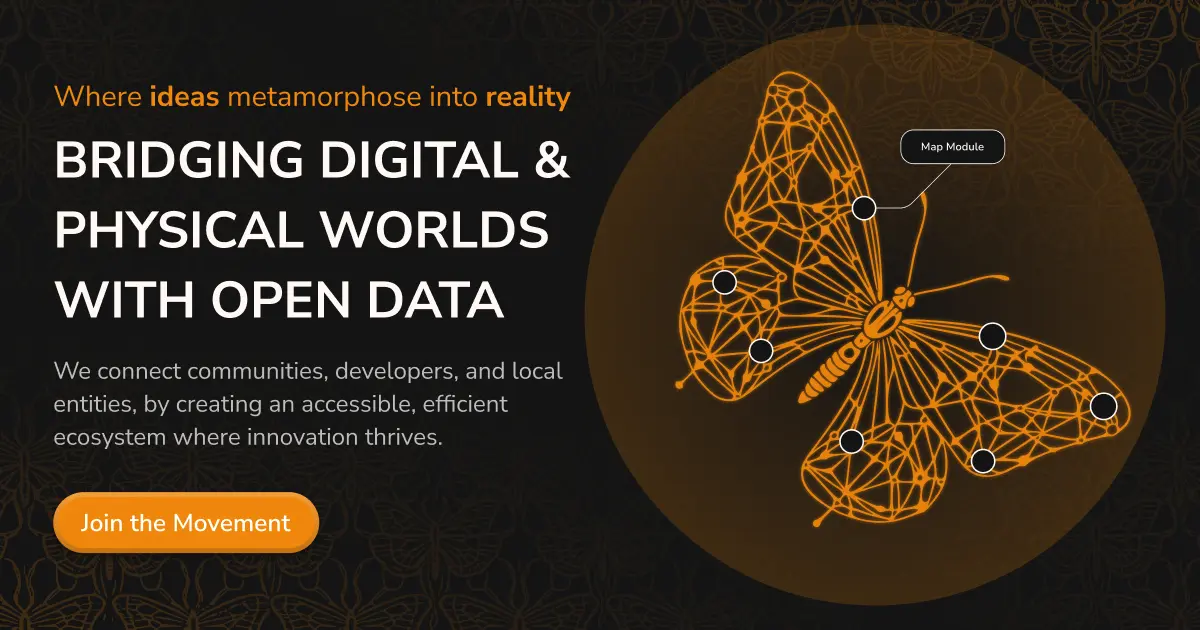 Where ideas metamorphose into reality
BRIDGING DIGITAL &
PHYSICAL WORLDS
WITH OPEN DATA
We connect communities, developers, and local
entities, by creating an accessible, efficient
ecosystem where innovation thrives.
Join the Movement
Map Module